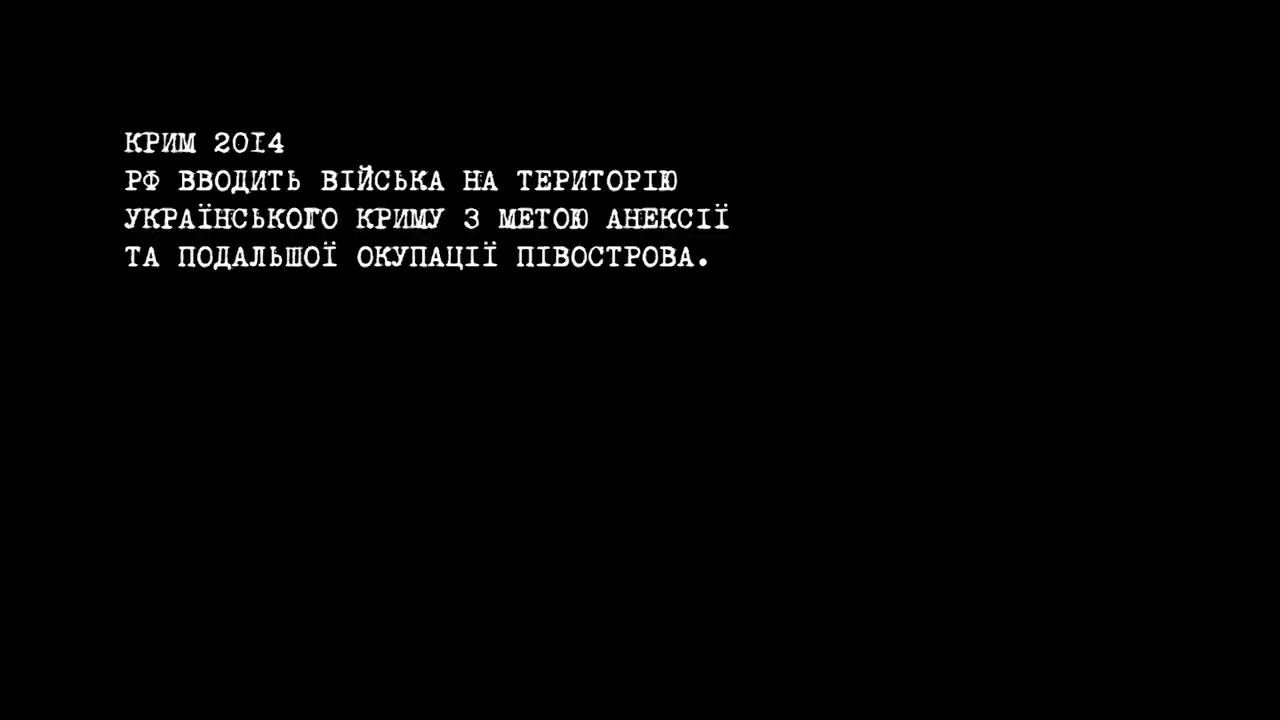 КРИМ 2014
РФ ВВОДИТЬ ВІЙСЬКА НА ТЕРИТОРІЮ
УКРАЇНСЬКОГО КРИМУ З МЕТОЮ АНЕКСІЇ
ТА ПОДАЛЬШОЇ ОКУПАЦІЇ ПІВОСТРОВА.